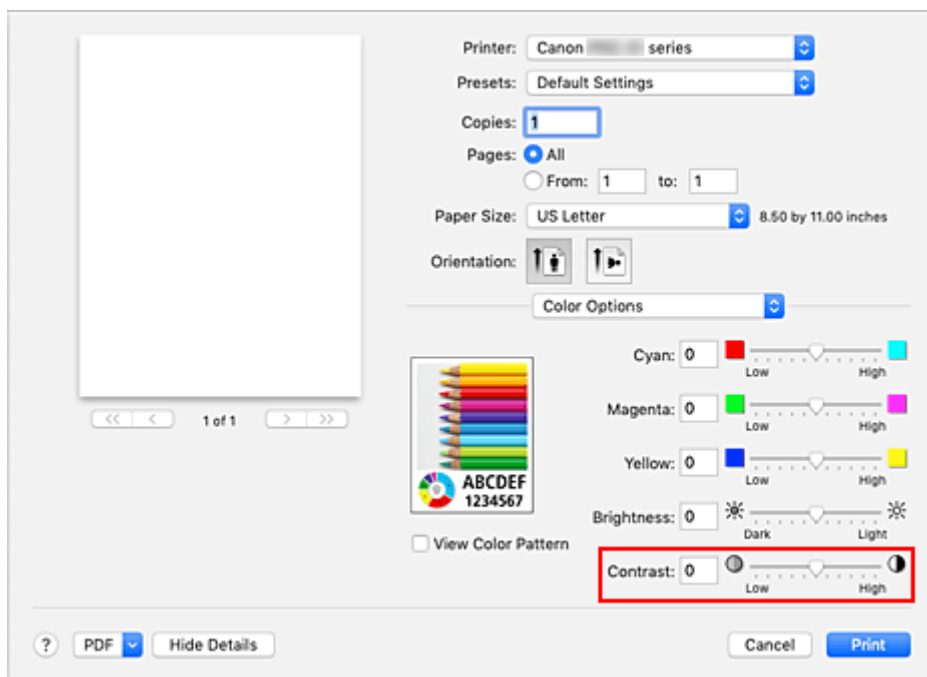 Printer: Canon series
Presets: Default Settings
Copies: 1
Pages: All
From: 1 to: 1
Paper Size: US Letter 8.50 by 11.00 inches
Orientation:
Color Options
Cyan: 0
Low High
Magenta: 0
Low High
Yellow: 0
Low High
ABCDEF
1234567
Brightness: 0
Dark Light
View Color Pattern
Contrast: 0
Low High
<< < 1 of 1 > >>
? PDF Hide Details Cancel Print